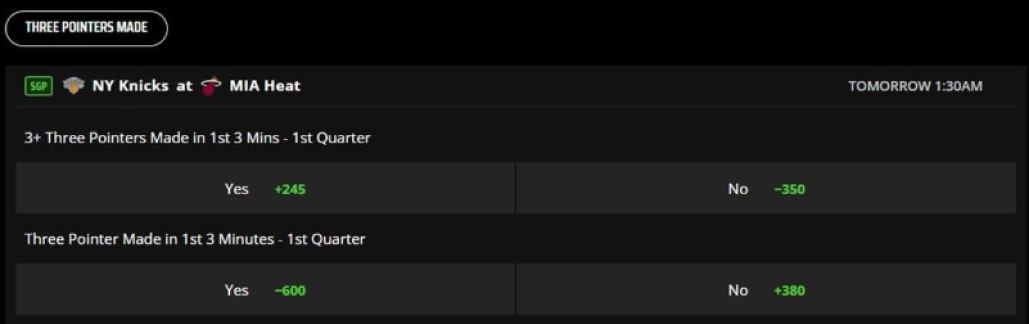 THREE POINTERS MADE
SGP NY Knicks at MIA Heat TOMORROW 1:30AM
3+ Three Pointers Made in 1st 3 Mins - 1st Quarter
Yes +245 No −350
Three Pointer Made in 1st 3 Minutes - 1st Quarter
Yes −600 No +380